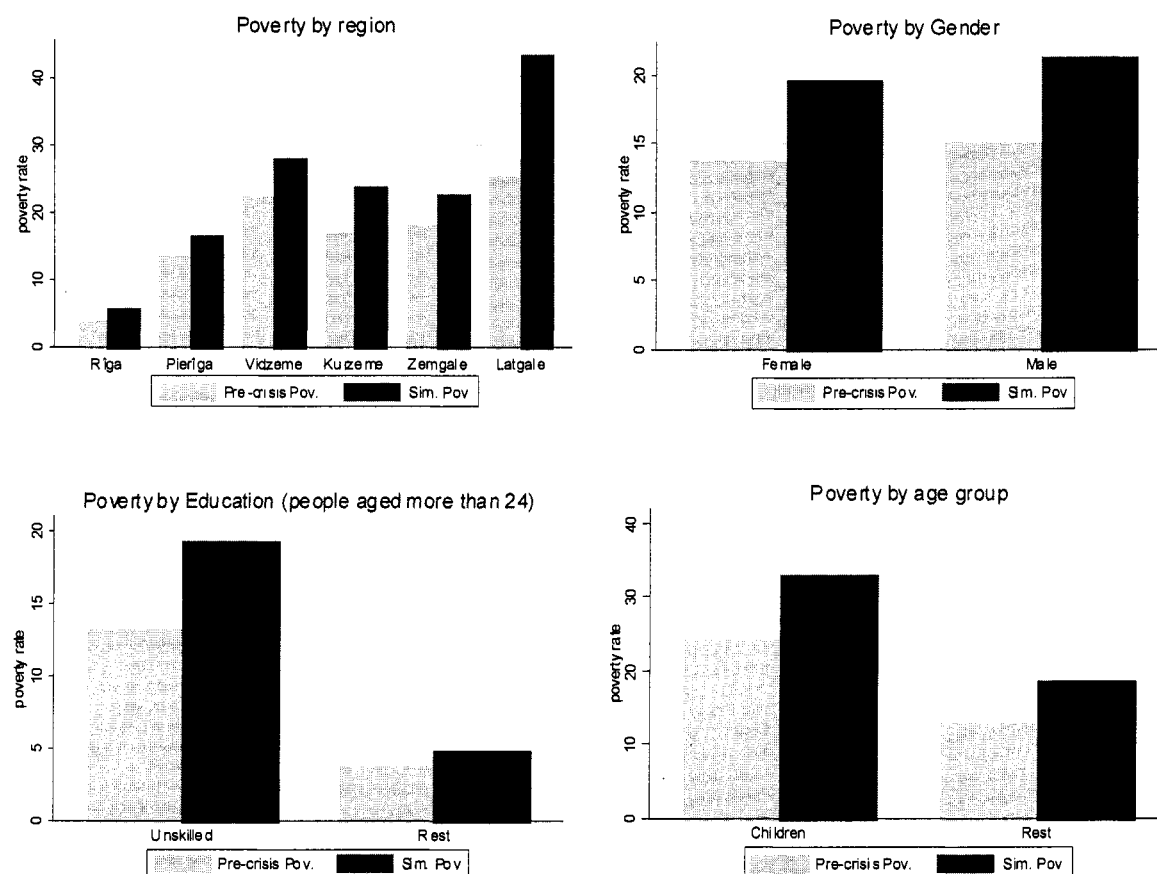 Poverty by region
poverty rate
40
30
20
10
0
Rīga Pierīga Vidzeme Kurzeme Zemgale Latgale
Pre-crisis Pov. Sim. Pov
Poverty by Gender
poverty rate
20
15
10
5
0
Female Male
Pre-crisis Pov. Sim. Pov
Poverty by Education (people aged more than 24)
poverty rate
20
15
10
5
0
Unskilled Rest
Pre-crisis Pov. Sim. Pov
Poverty by age group
poverty rate
40
30
20
10
0
Children Rest
Pre-crisis Pov. Sim. Pov